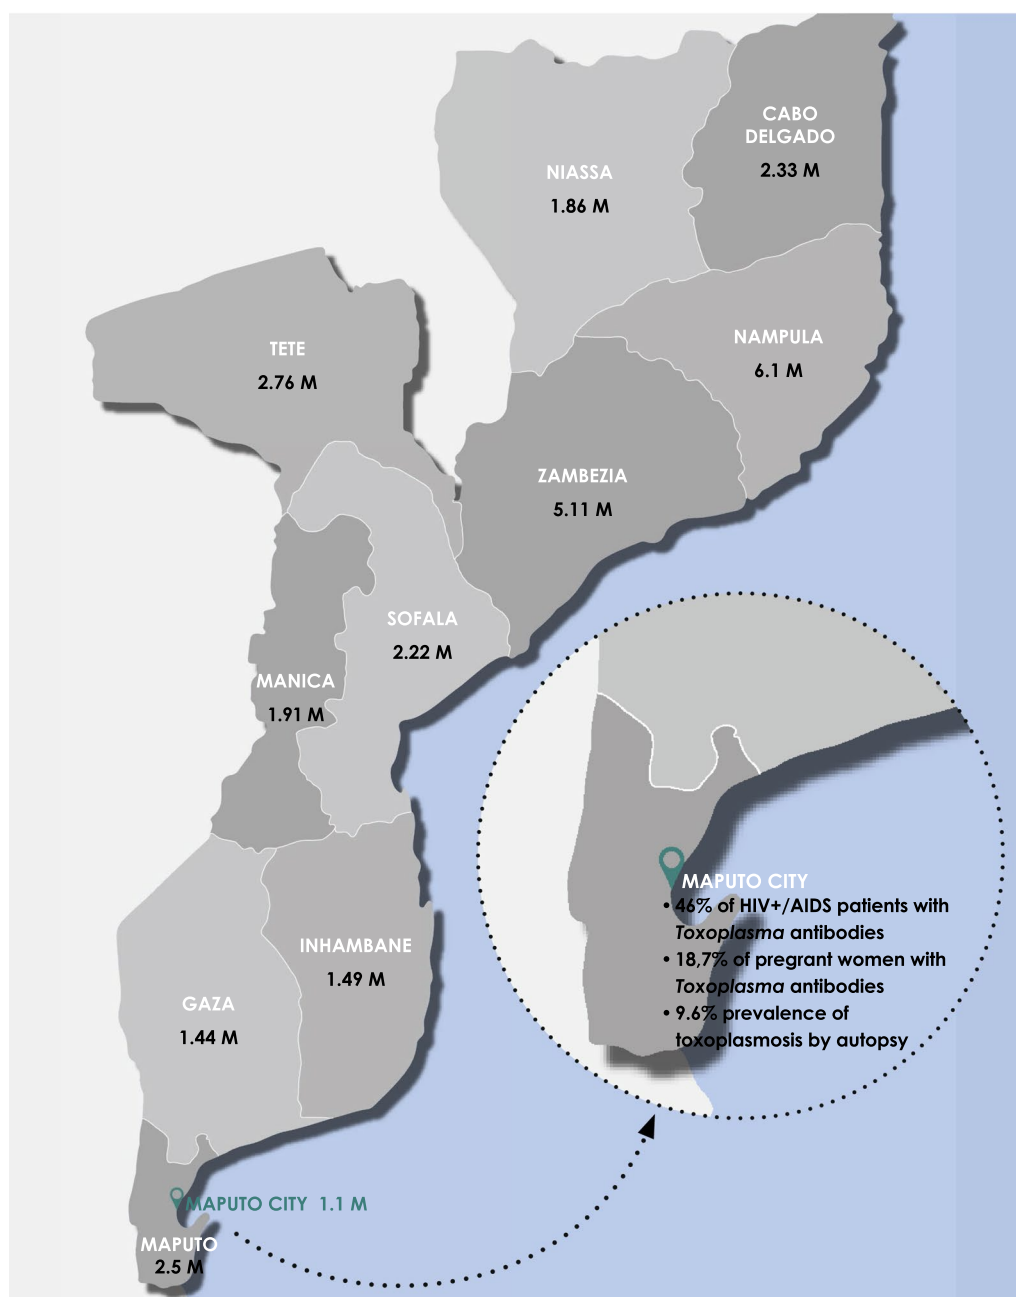 CABO
DELGADO
2.33 M
NIASSA
1.86 M
NAMPULA
6.1 M
TETE
2.76 M
ZAMBEZIA
5.11 M
SOFALA
2.22 M
MANICA
1.91 M
INHAMBANE
1.49 M
GAZA
1.44 M
MAPUTO CITY 1.1 M
MAPUTO
2.5 M
MAPUTO CITY
• 46% of HIV+/AIDS patients with
Toxoplasma antibodies
• 18,7% of pregrant women with
Toxoplasma antibodies
• 9.6% prevalence of
toxoplasmosis by autopsy